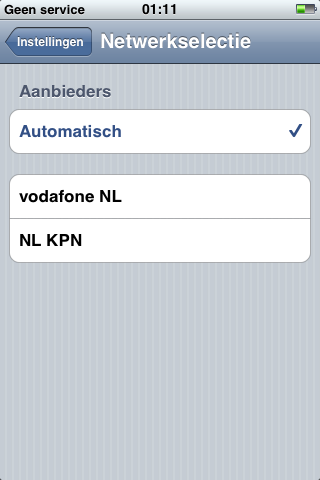 Geen service 01:11
Instellingen Netwerkselectie
Aanbieders
Automatisch
vodafone NL
NL KPN